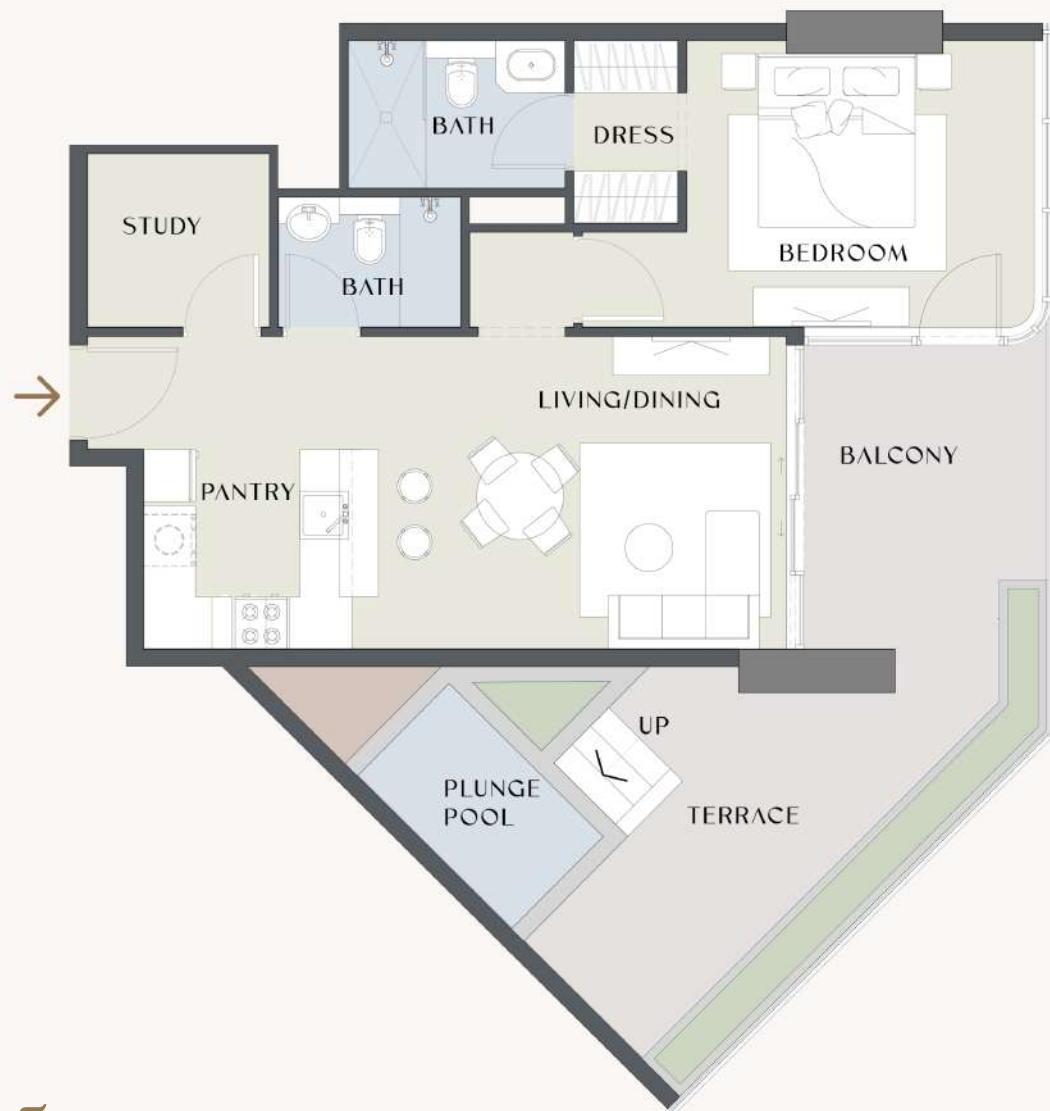 BATH
DRESS
STUDY
BEDROOM
BATH
LIVING/DINING
BALCONY
PANTRY
UP
PLUNGE
POOL
TERRACE